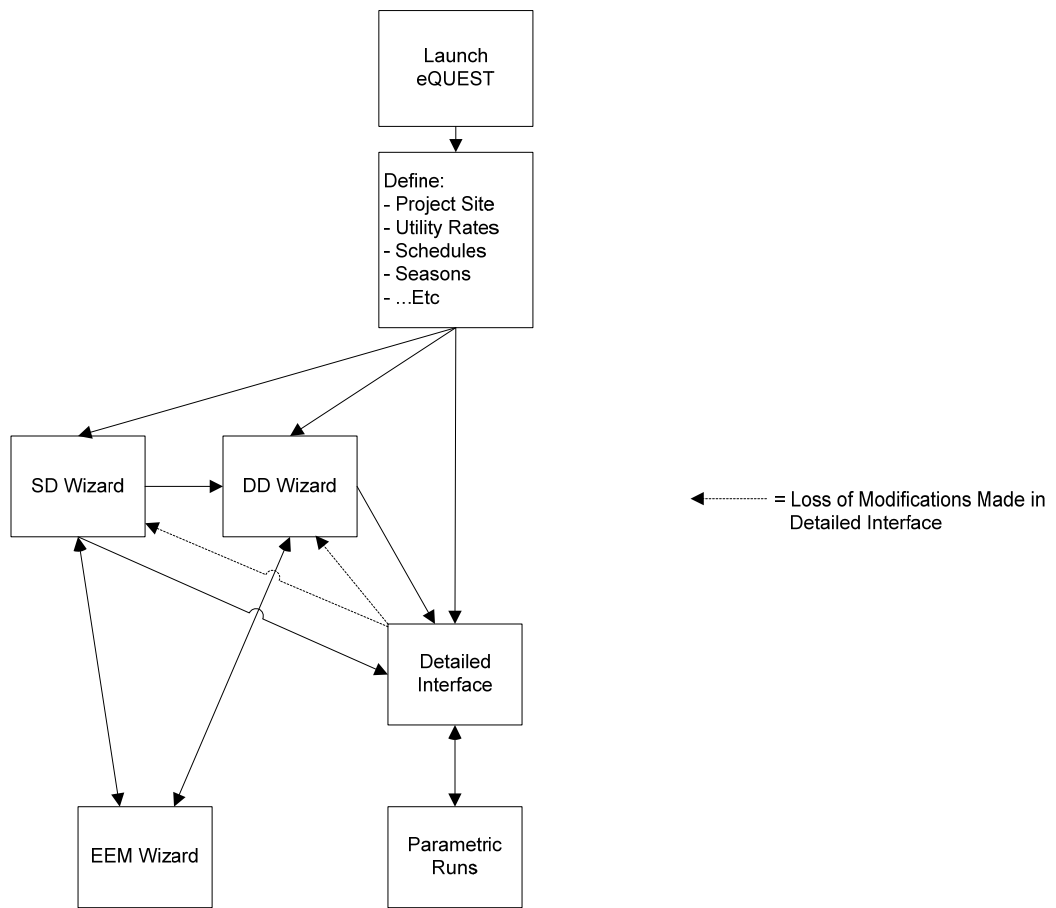 Launch
eQUEST
Define:
- Project Site
- Utility Rates
- Schedules
- Seasons
- ...Etc
SD Wizard
DD Wizard
= Loss of Modifications Made in
Detailed Interface
Detailed
Interface
EEM Wizard
Parametric
Runs